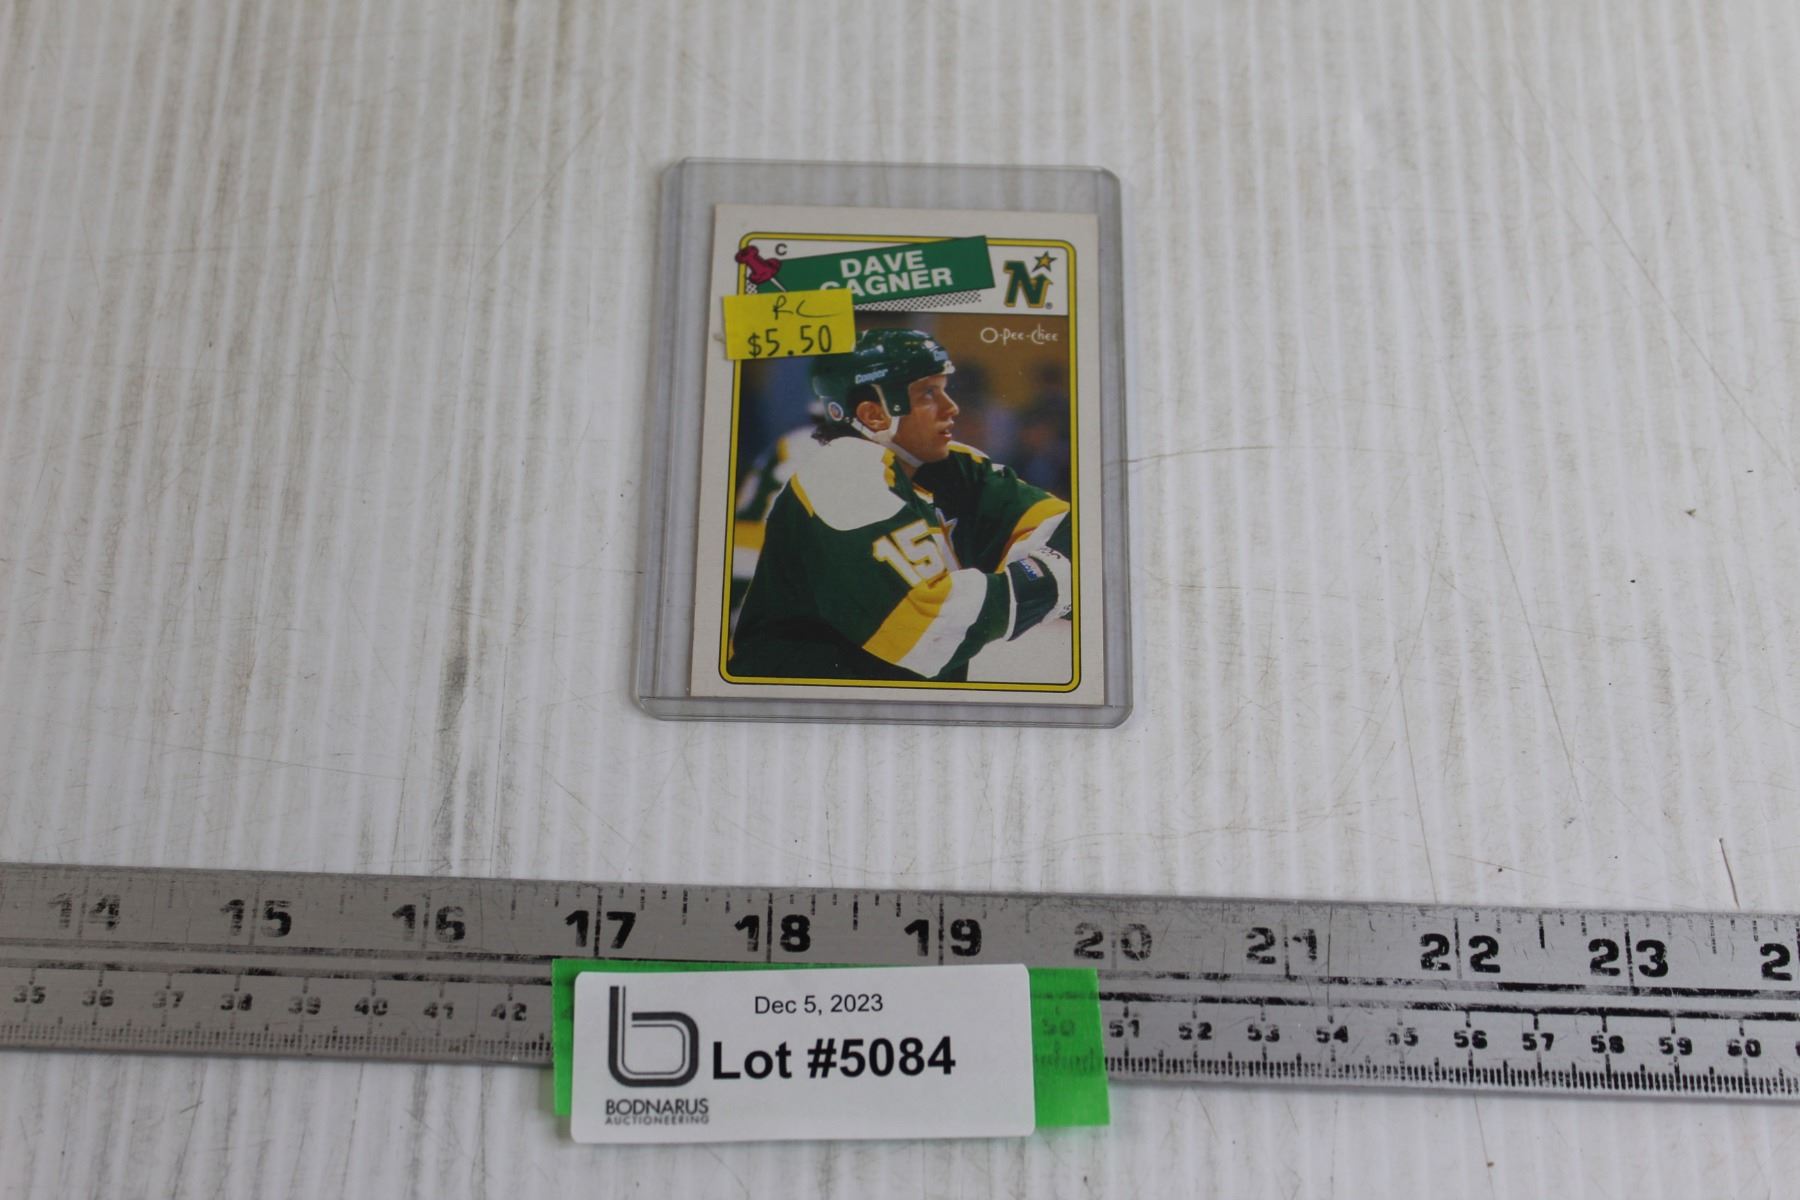 C
DAVE
GAGNER
N
RC
$5.50
O-Pee-Chee
Cooper
15
14 15 16 17 18 19 20 21 22 23 2
35 36 37 38 39 40 41 42 50 51 52 53 54 55 56 57 58 59 60
Dec 5, 2023
Lot #5084
BODNARUS
AUCTIONEERING